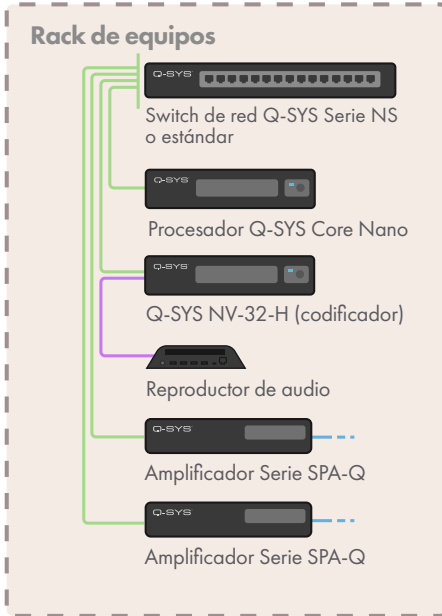 Rack de equipos
Q-SYS
Switch de red Q-SYS Serie NS
o estándar
Q-SYS
Procesador Q-SYS Core Nano
Q-SYS
Q-SYS NV-32-H (codificador)
Reproductor de audio
Q-SYS
Amplificador Serie SPA-Q
Q-SYS
Amplificador Serie SPA-Q